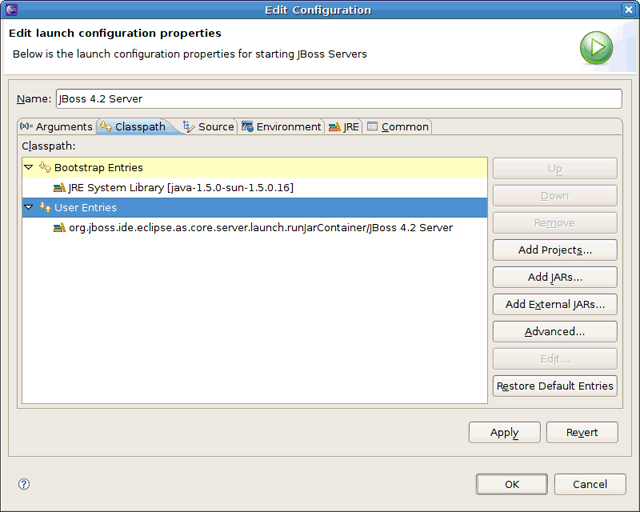 Edit Configuration
Edit launch configuration properties
Below is the launch configuration properties for starting JBoss Servers
Name: JBoss 4.2 Server
Arguments Classpath Source Environment JRE Common
Classpath:
Bootstrap Entries
JRE System Library [java-1.5.0-sun-1.5.0.16]
User Entries
org.jboss.ide.eclipse.as.core.server.launch.runJarContainer/JBoss 4.2 Server
Up
Down
Remove
Add Projects...
Add JARs...
Add External JARs...
Advanced...
Edit...
Restore Default Entries
Apply Revert
OK Cancel